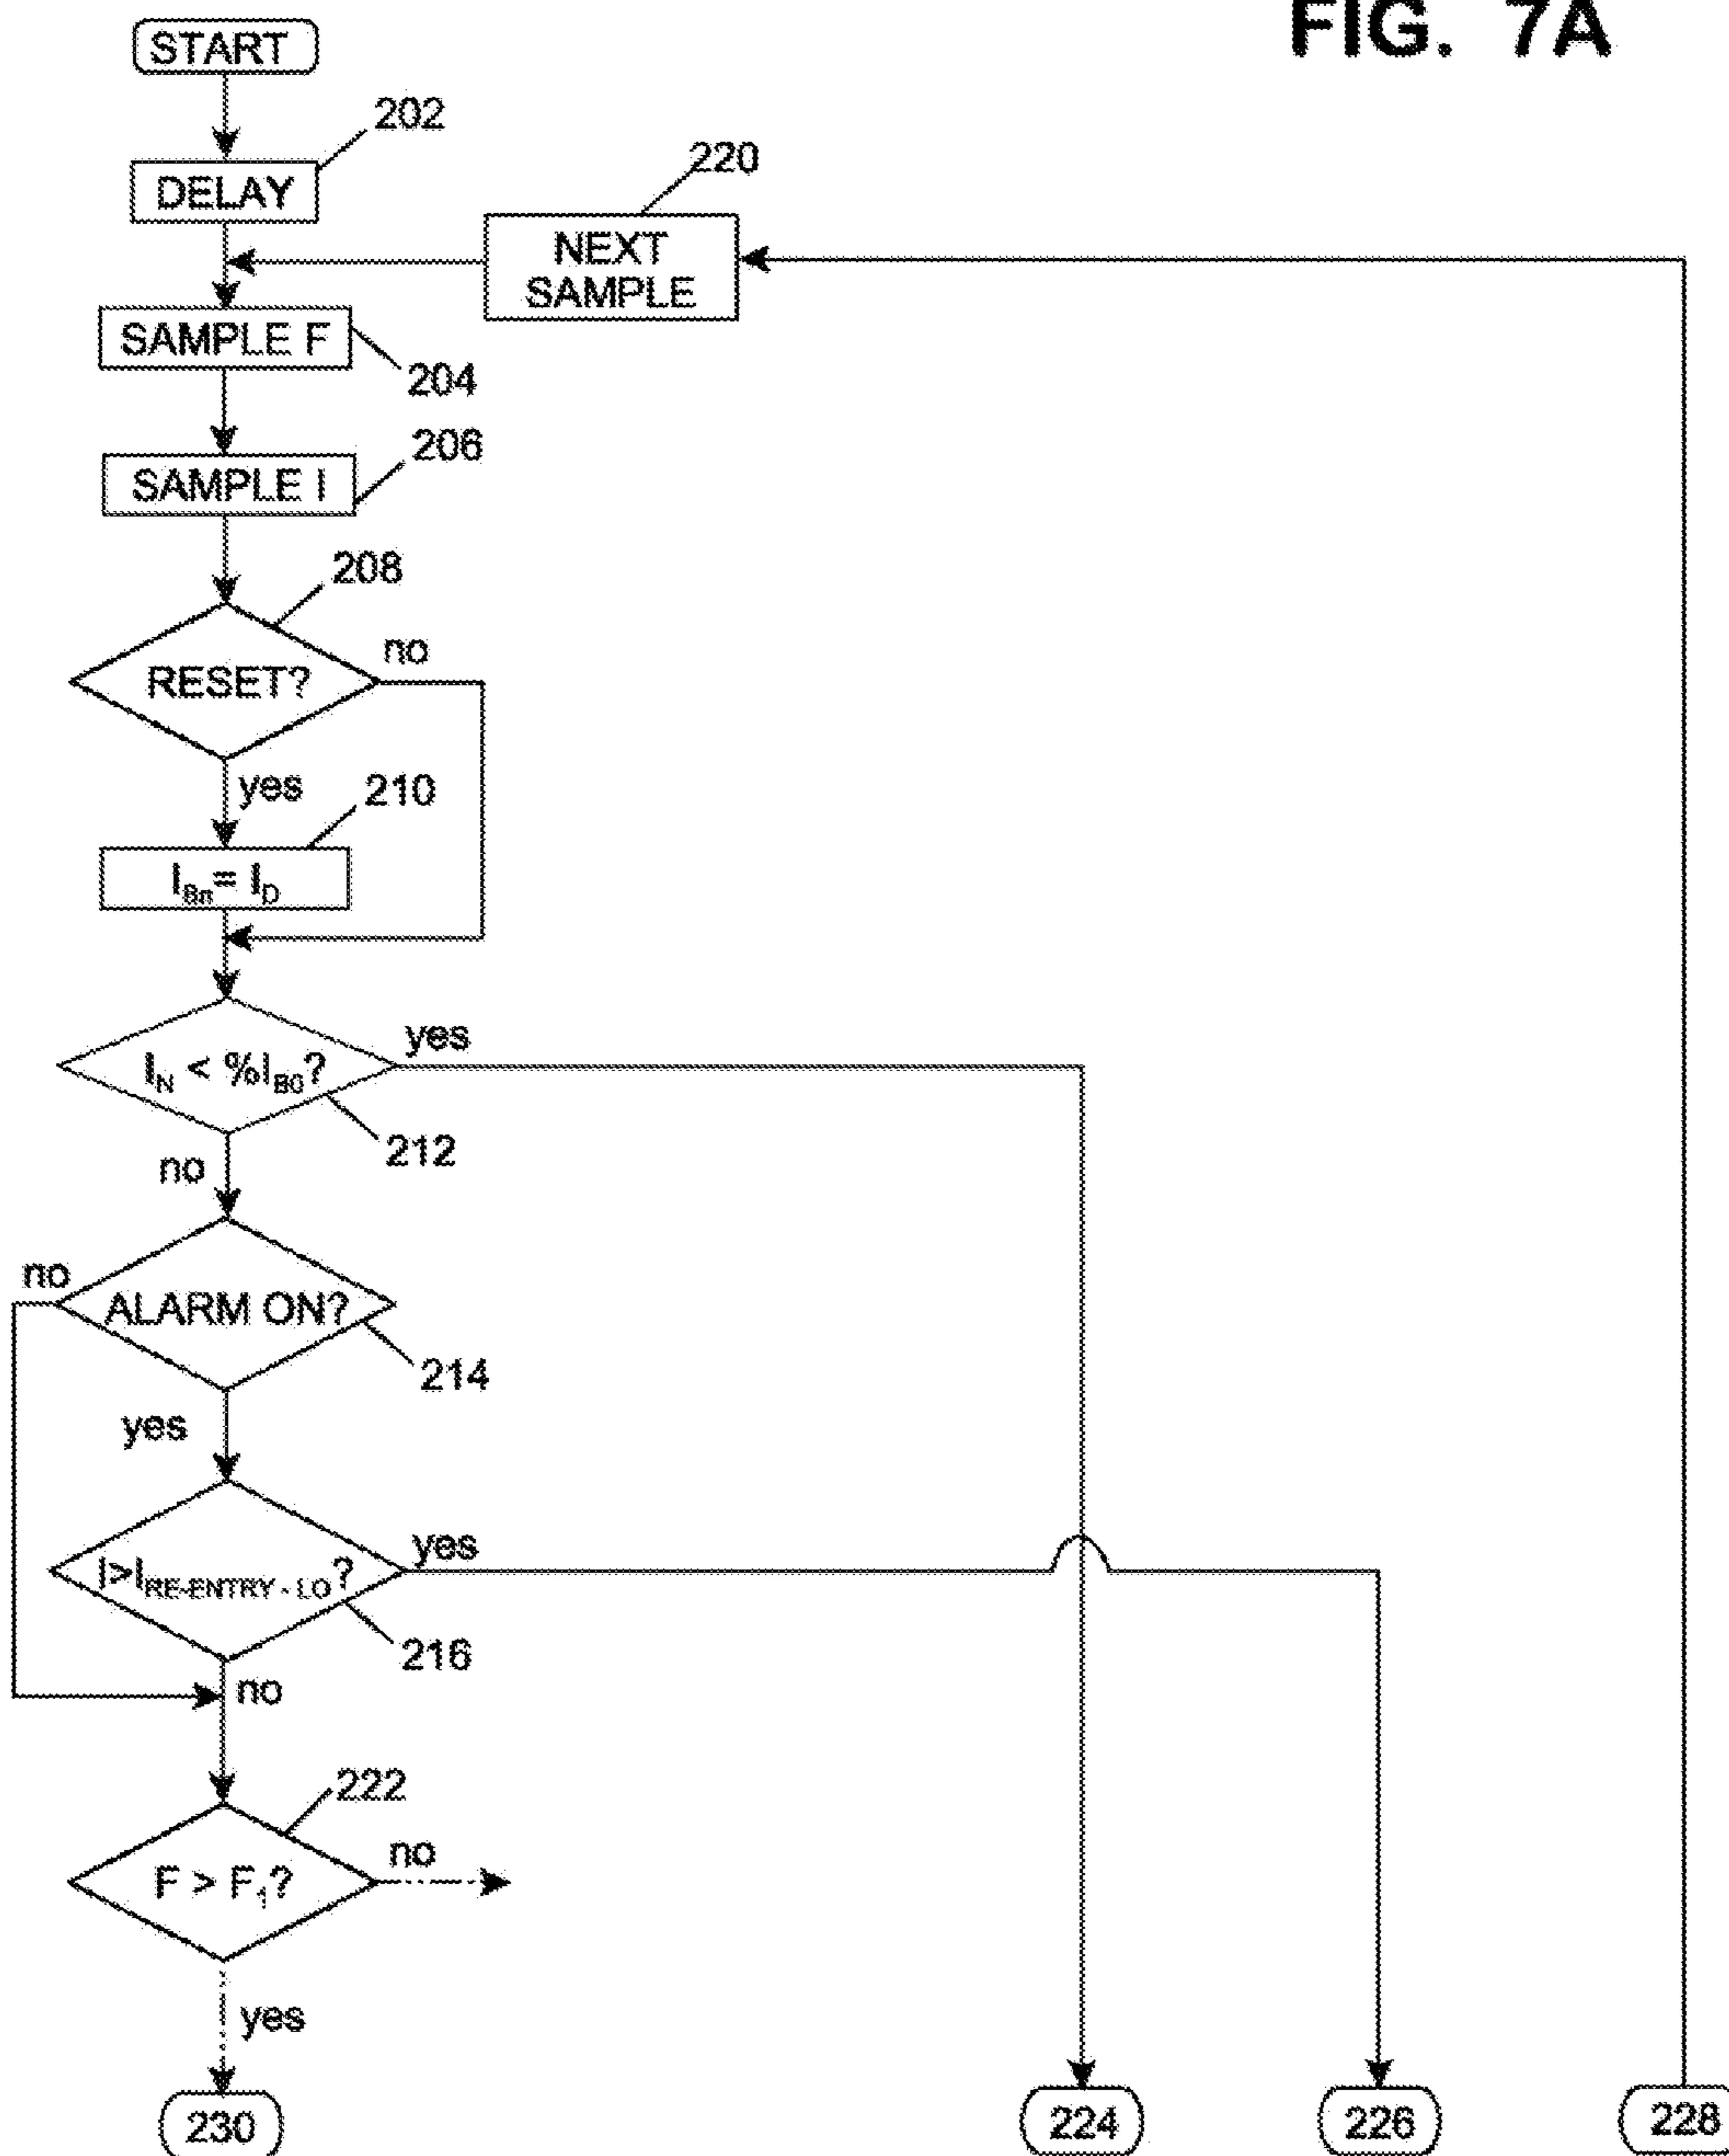 FIG. 7A
START
202
DELAY
220
NEXT
SAMPLE
SAMPLE F
204
206
SAMPLE I
208
no
RESET?
yes
210
I_Bn = I_D
yes
I_N < %I_B0?
212
no
no
ALARM ON?
214
yes
yes
I>I_RE-ENTRY - LO?
216
no
222
no
F > F_1?
yes
230
224
226
228